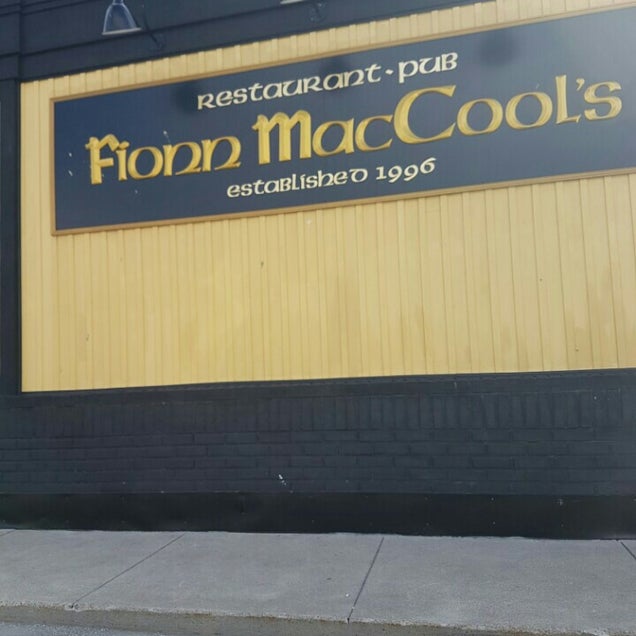 Restaurant • Pub
Fionn MacCool's
Established 1996